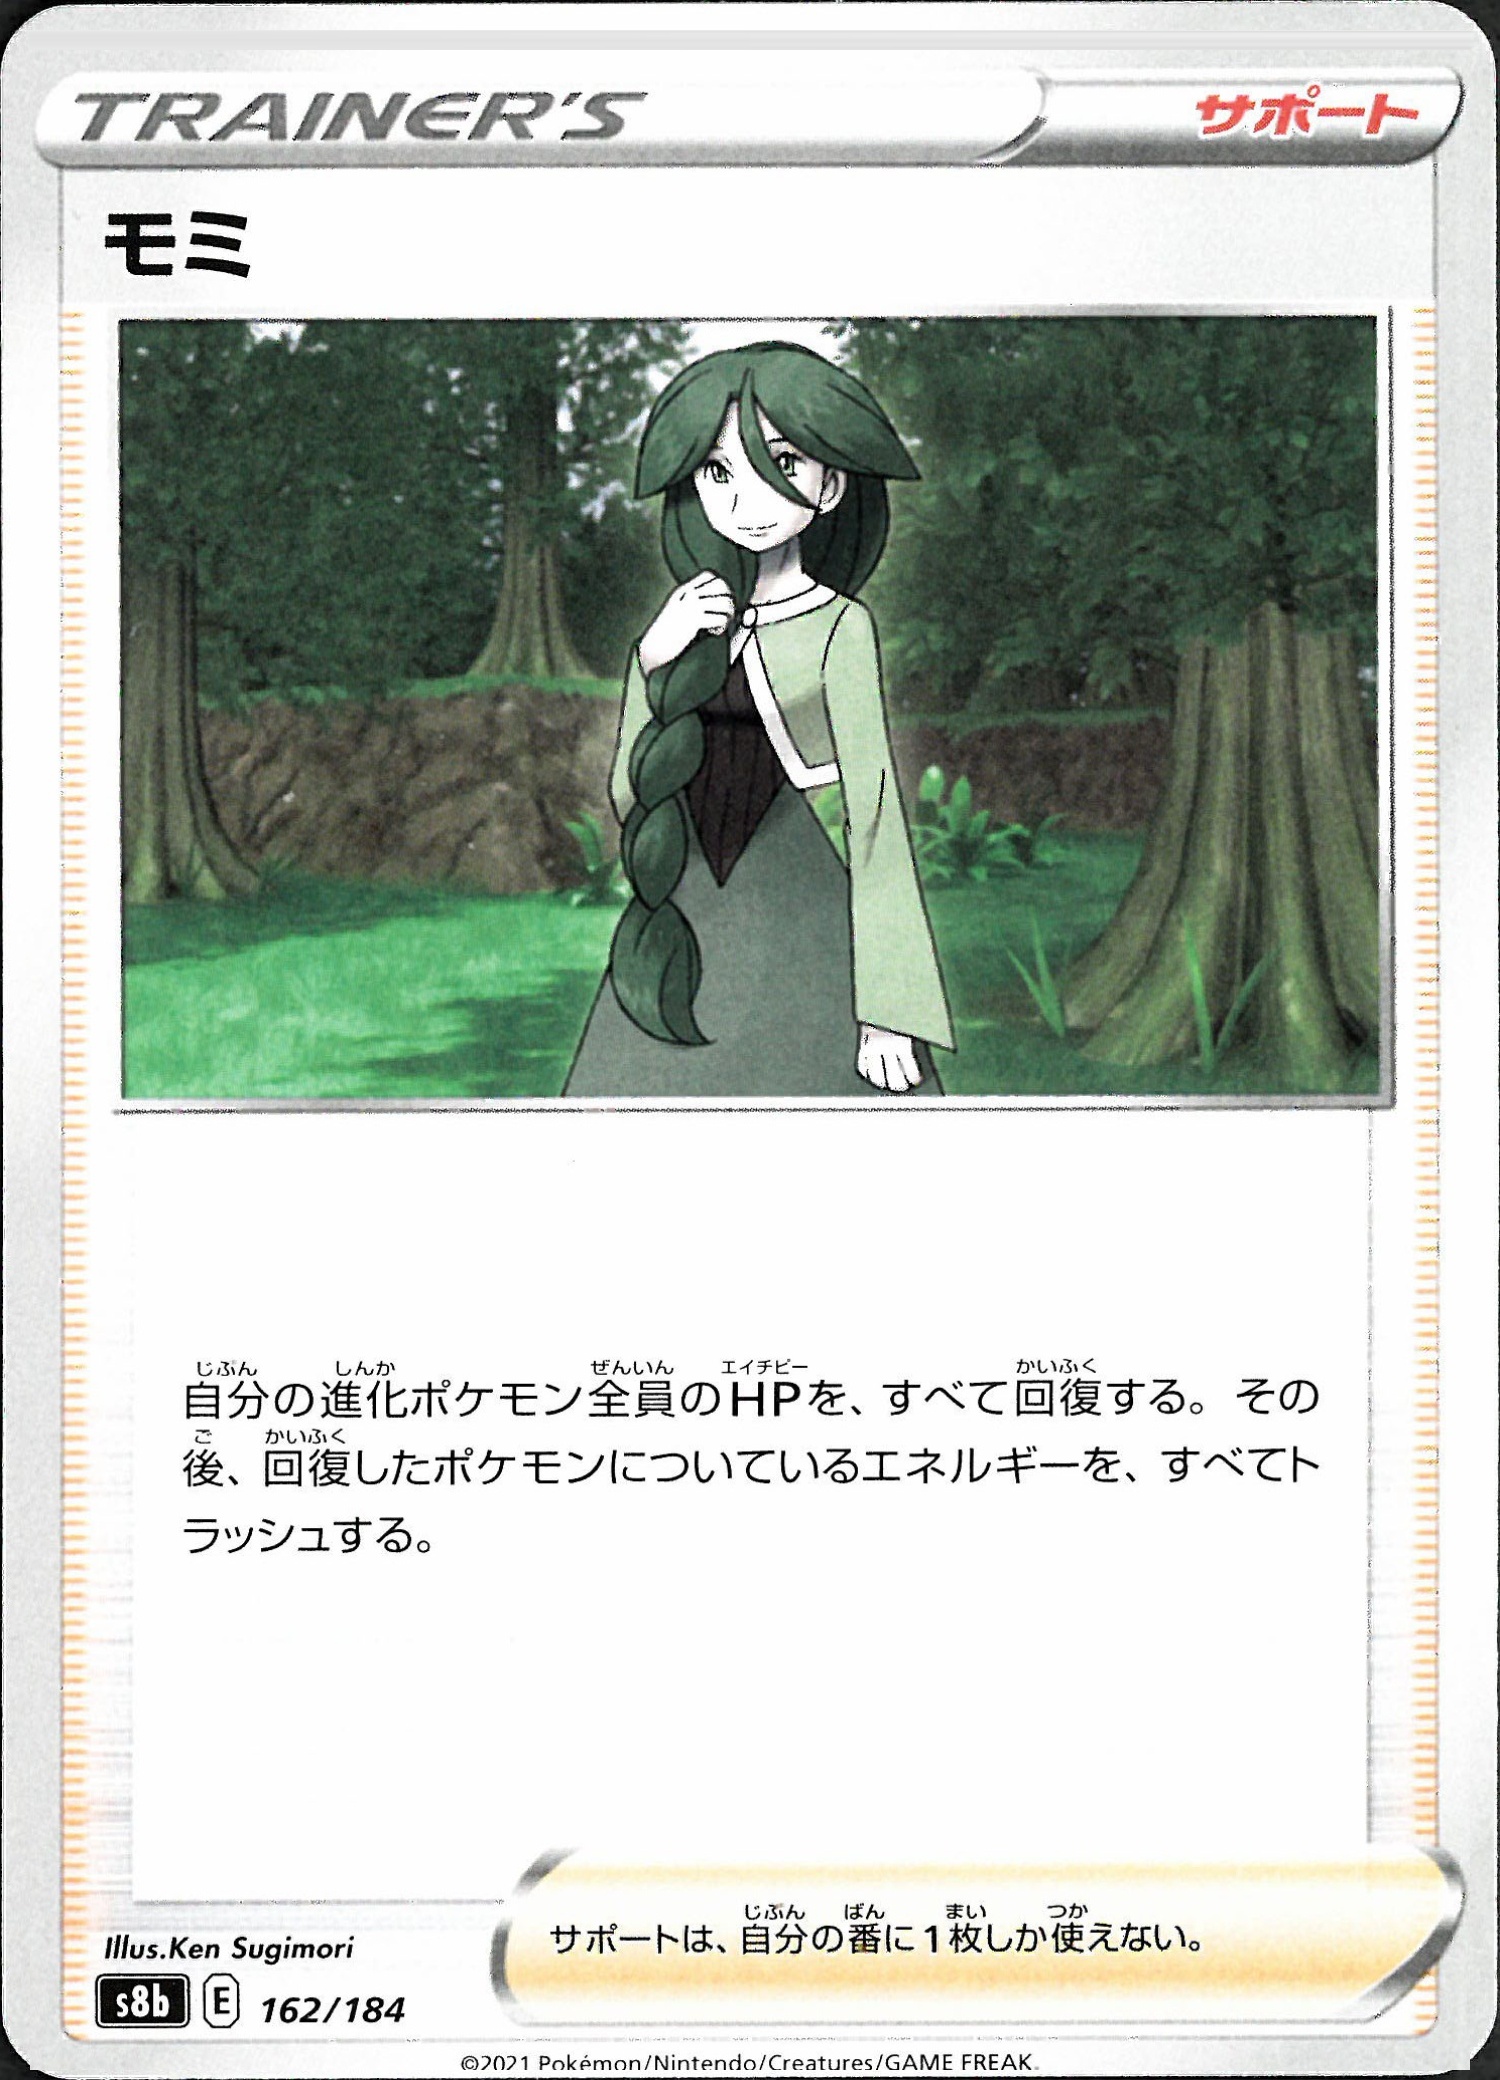 TRAINER'S
サポート
モミ
じぶん しんか ぜんいん エイチピー かいふく
自分の進化ポケモン全員のHPを、すべて回復する。その
ご かいふく
後、回復したポケモンについているエネルギーを、すべてト
ラッシュする。
じぶん ばん まい つか
サポートは、自分の番に1枚しか使えない。
Illus.Ken Sugimori
s8b E 162/184
©2021 Pokémon/Nintendo/Creatures/GAME FREAK.